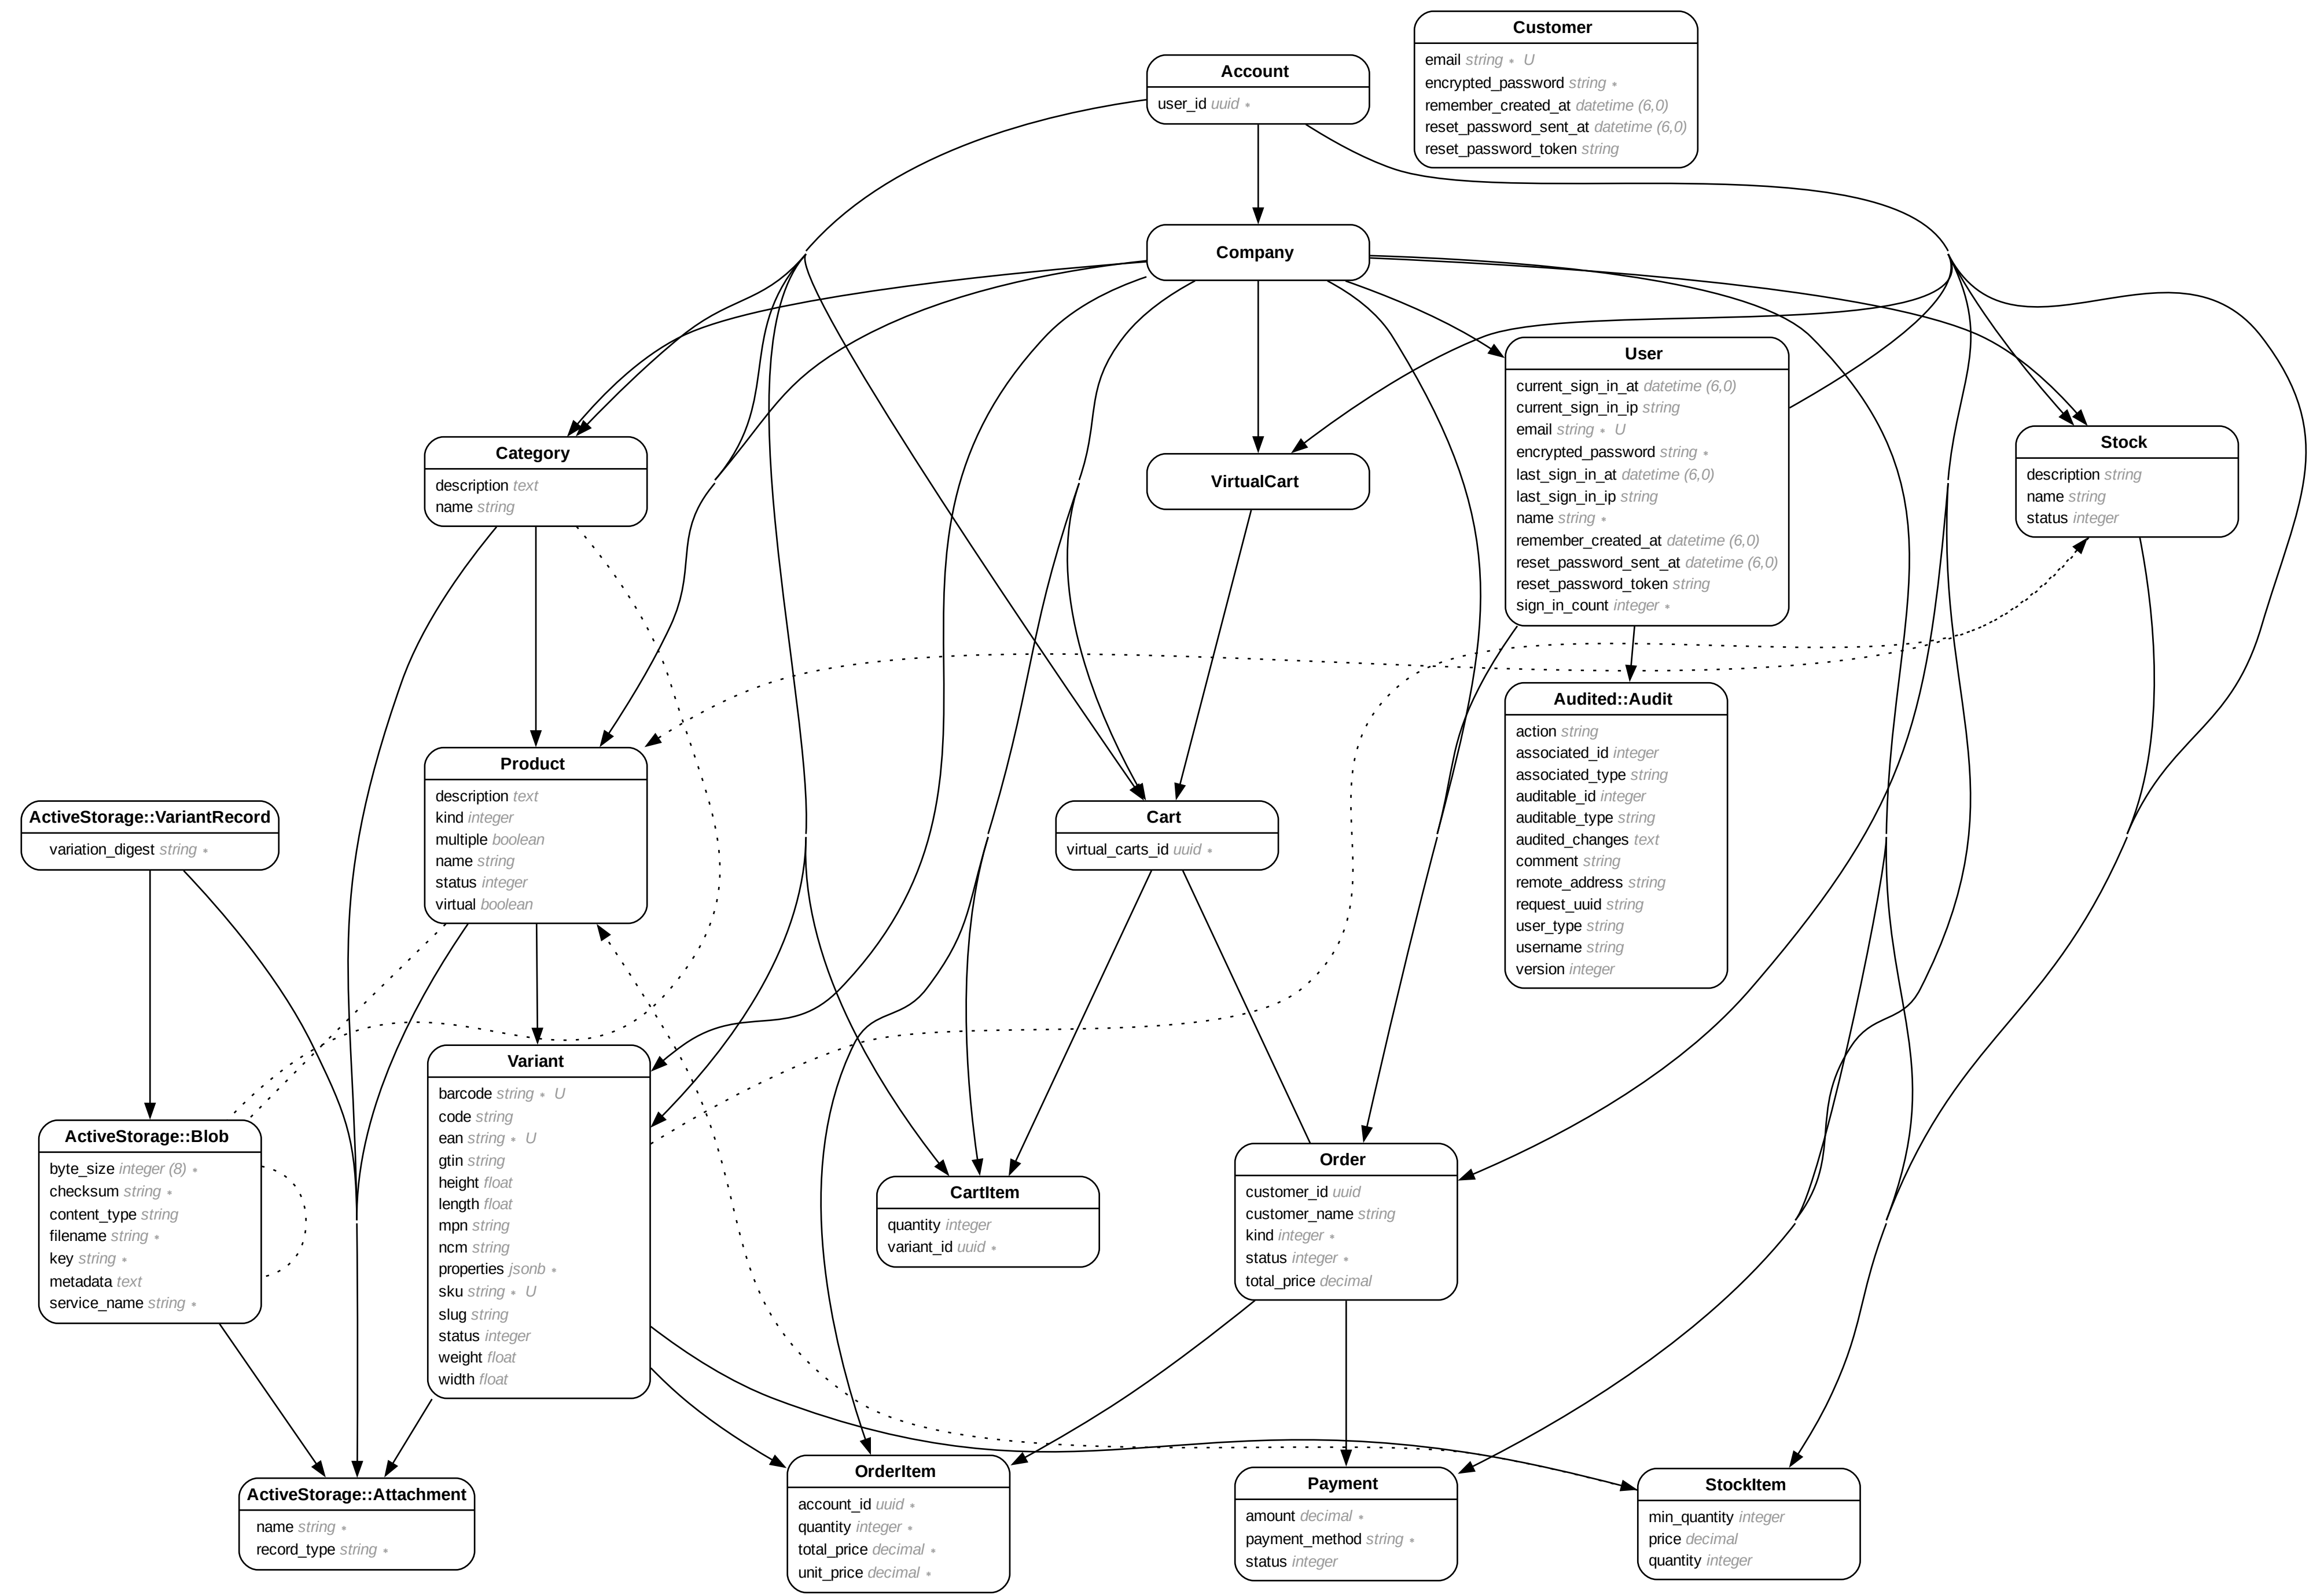 Customer
email string ∗ U
encrypted_password string ∗
remember_created_at datetime (6,0)
reset_password_sent_at datetime (6,0)
reset_password_token string
Account
user_id uuid ∗
Company
User
current_sign_in_at datetime (6,0)
current_sign_in_ip string
email string ∗ U
encrypted_password string ∗
last_sign_in_at datetime (6,0)
last_sign_in_ip string
name string ∗
remember_created_at datetime (6,0)
reset_password_sent_at datetime (6,0)
reset_password_token string
sign_in_count integer ∗
Category
description text
name string
VirtualCart
Stock
description string
name string
status integer
Audited::Audit
action string
associated_id integer
associated_type string
auditable_id integer
auditable_type string
audited_changes text
comment string
remote_address string
request_uuid string
user_type string
username string
version integer
Product
description text
kind integer
multiple boolean
name string
status integer
virtual boolean
ActiveStorage::VariantRecord
variation_digest string ∗
Cart
virtual_carts_id uuid ∗
Variant
barcode string ∗ U
code string
ean string ∗ U
gtin string
height float
length float
mpn string
ncm string
properties jsonb ∗
sku string ∗ U
slug string
status integer
weight float
width float
ActiveStorage::Blob
byte_size integer (8) ∗
checksum string ∗
content_type string
filename string ∗
key string ∗
metadata text
service_name string ∗
CartItem
quantity integer
variant_id uuid ∗
Order
customer_id uuid
customer_name string
kind integer ∗
status integer ∗
total_price decimal
ActiveStorage::Attachment
name string ∗
record_type string ∗
OrderItem
account_id uuid ∗
quantity integer ∗
total_price decimal ∗
unit_price decimal ∗
Payment
amount decimal ∗
payment_method string ∗
status integer
StockItem
min_quantity integer
price decimal
quantity integer